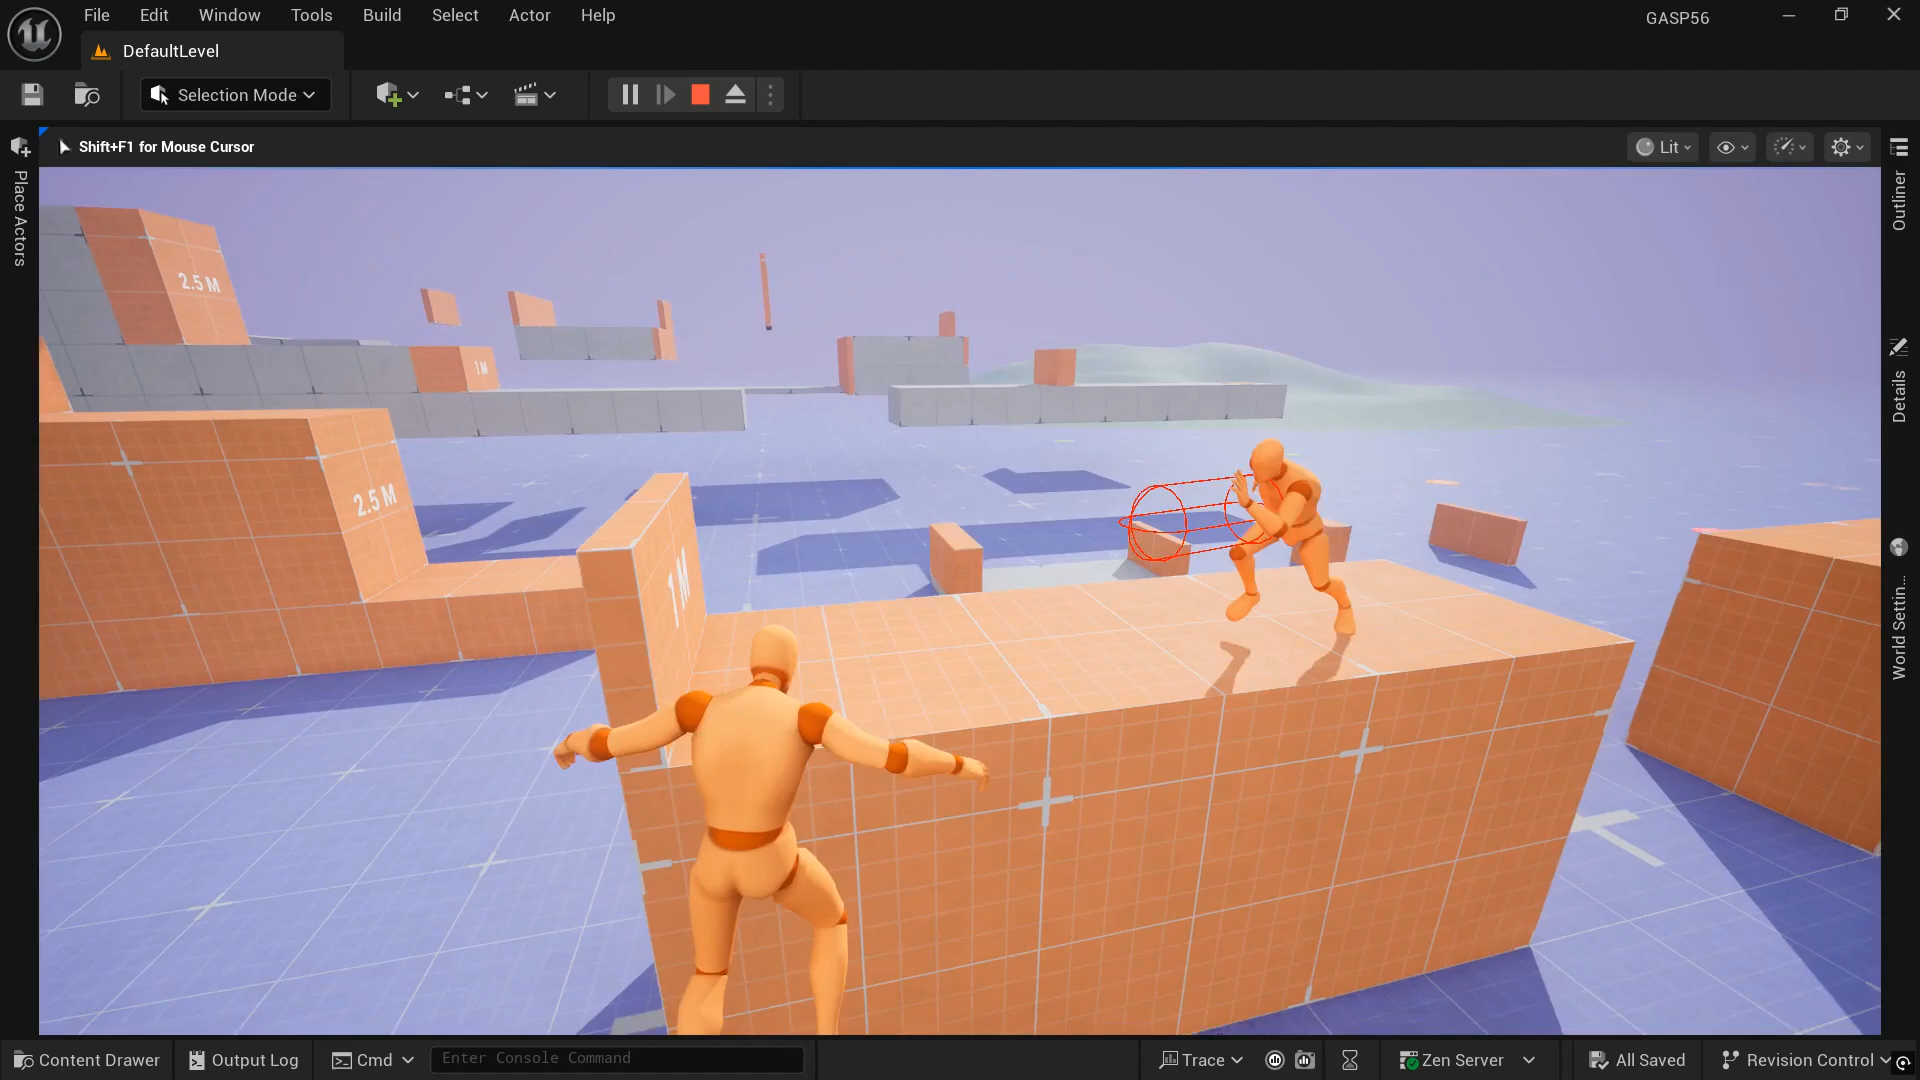 File Edit Window Tools Build Select Actor Help
GASP56
DefaultLevel
Selection Mode
Shift+F1 for Mouse Cursor
Lit
Place Actors
Outliner
Details
World Settin...
2.5 M
1 M
2.5 M
1 M
Content Drawer
Output Log
Cmd
Enter Console Command
Trace
Zen Server
All Saved
Revision Control